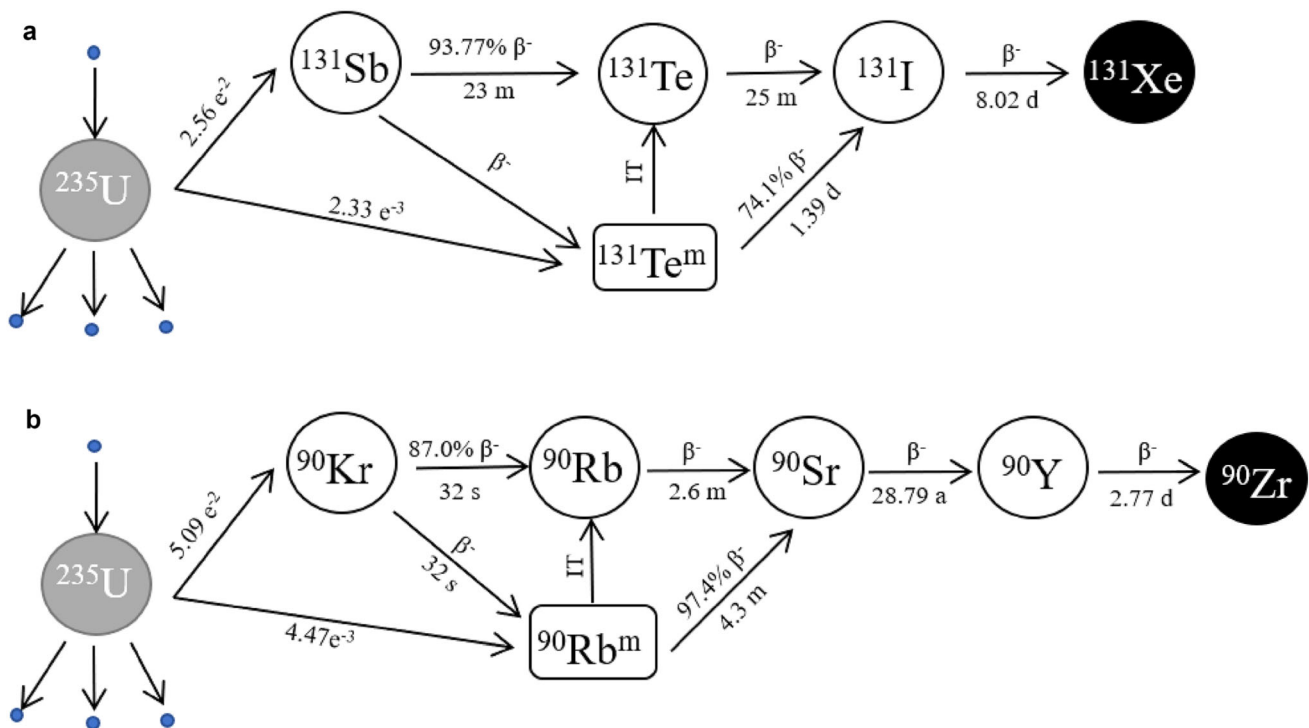 a
235U
2.56 e-2
2.33 e-3
131Sb
93.77% β-
23 m
β-
131Te
β-
25 m
IT
131Tem
74.1% β-
1.39 d
131I
β-
8.02 d
131Xe
b
235U
5.09 e-2
4.47e-3
90Kr
87.0% β-
32 s
β-
32 s
90Rb
β-
2.6 m
IT
90Rbm
97.4% β-
4.3 m
90Sr
β-
28.79 a
90Y
β-
2.77 d
90Zr